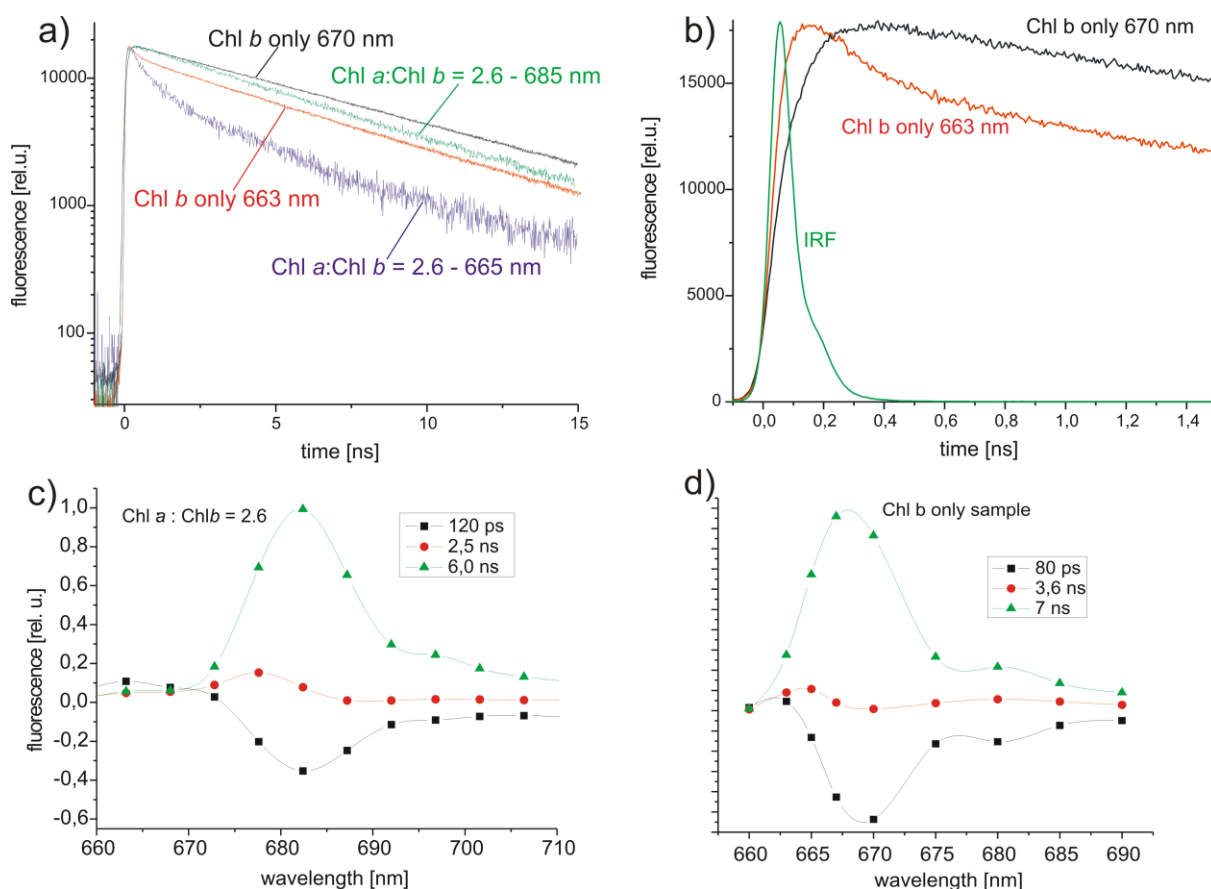 a)
Chl b only 670 nm
Chl a:Chl b = 2.6 - 685 nm
Chl b only 663 nm
Chl a:Chl b = 2.6 - 665 nm
10000
1000
100
fluorescence [rel.u.]
0 5 10 15
time [ns]
b)
Chl b only 670 nm
Chl b only 663 nm
IRF
15000
10000
5000
0
fluorescence [rel.u.]
0,0 0,2 0,4 0,6 0,8 1,0 1,2 1,4
time [ns]
c)
Chl a : Chlb = 2.6
120 ps
2,5 ns
6,0 ns
1,0
0,8
0,6
0,4
0,2
0,0
-0,2
-0,4
-0,6
fluorescence [rel. u.]
660 670 680 690 700 710
wavelength [nm]
d)
Chl b only sample
80 ps
3,6 ns
7 ns
660 665 670 675 680 685 690
wavelength [nm]